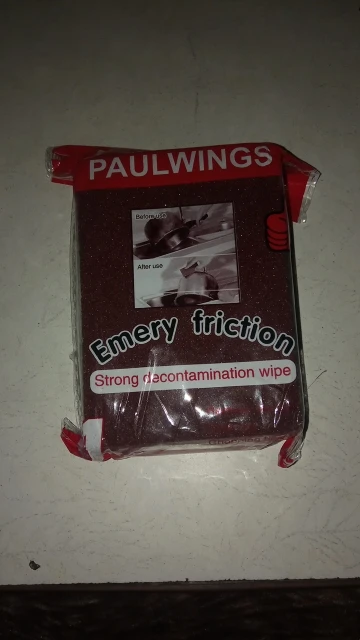 PAULWINGS
Before use
After use
Emery friction
Strong decontamination wipe